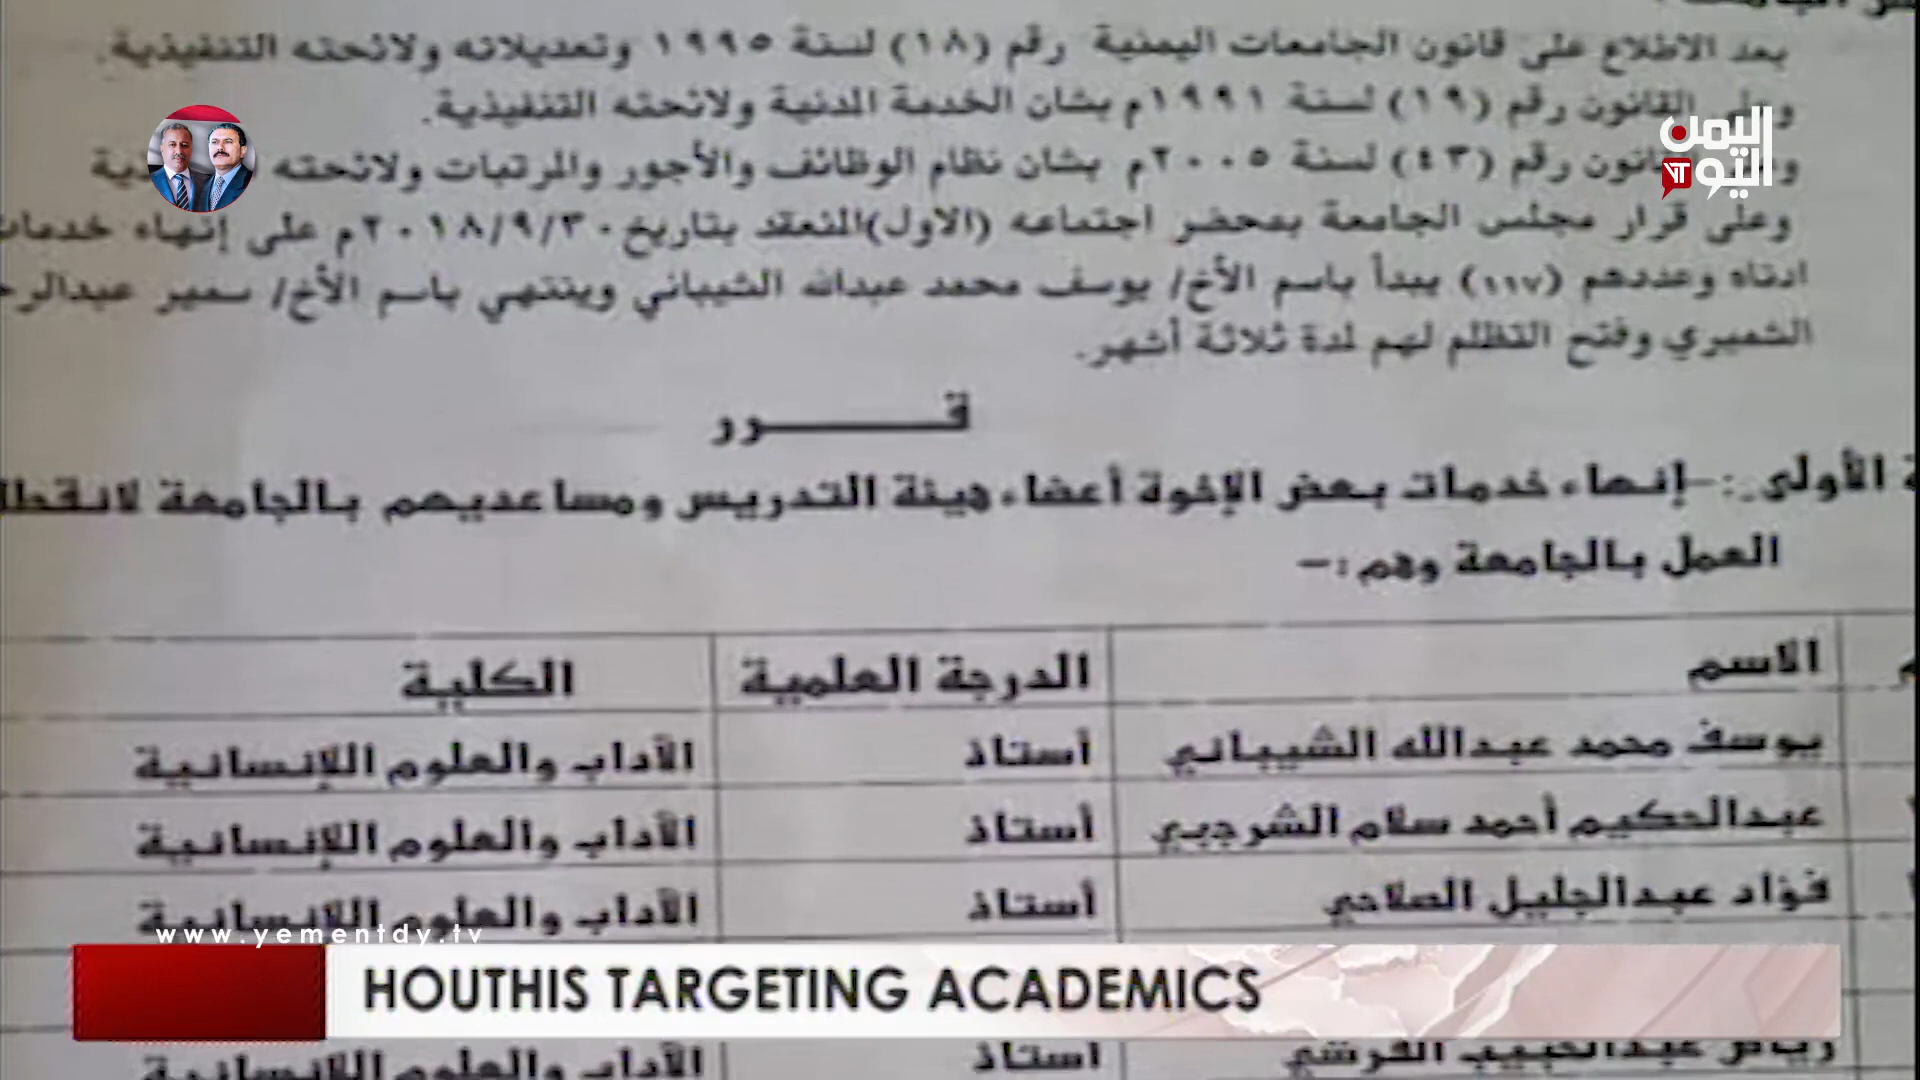 بعد الاطلاع على قانون الجامعات اليمنية رقم (١٨) لسنة ١٩٩٥ وتعديلاته ولائحته التنفيذية.
وعلى القانون رقم (١٩) لسنة ١٩٩١م بشان الخدمة المدنية ولائحته التنفيذية.
رقم (٤٣) لسنة ٢٠٠٥م بشان نظام الوظائف والأجور والمرتبات ولائحته
وعلى قرار مجلس الجامعة بمحضر اجتماعه (الاول)المنعقد بتاريخ ٢٠١٨/٩/٣٠م على إنهاء
ادناه وعددهم (١١٧) يبدأ باسم الأخ/ يوسف محمد عبدالله الشيباني وينتهي باسم الأخ/ سمير
الشميري وفتح التظلم لهم لمدة ثلاثة أشهر.
قـــــــــرر
الأولى:- إنهاء خدمات بعض الإخوة أعضاء هيئة التدريس ومساعديهم بالجامعة
العمل بالجامعة وهم:-
الاسم الدرجة العلمية الكلية
يوسف محمد عبدالله الشيباني أستاذ الآداب والعلوم الإنسانية
عبدالحكيم أحمد سلام الشرجبي أستاذ الآداب والعلوم الإنسانية
فؤاد عبدالجليل الصلاحي أستاذ الآداب والعلوم الإنسانية
أستاذ الآداب والعلوم الإنسانية
اليمن
اليوم
YT
www.yementdy.tv
HOUTHIS TARGETING ACADEMICS